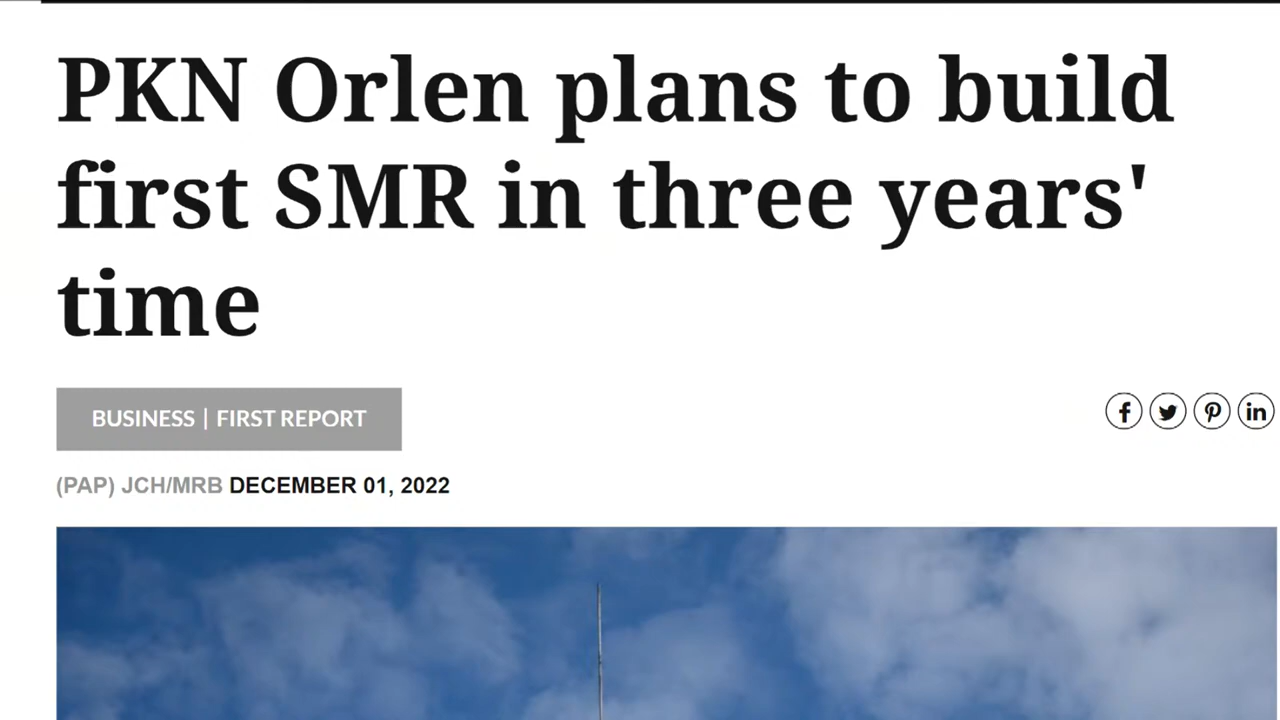 PKN Orlen plans to build
first SMR in three years'
time
BUSINESS | FIRST REPORT
(PAP) JCH/MRB DECEMBER 01, 2022